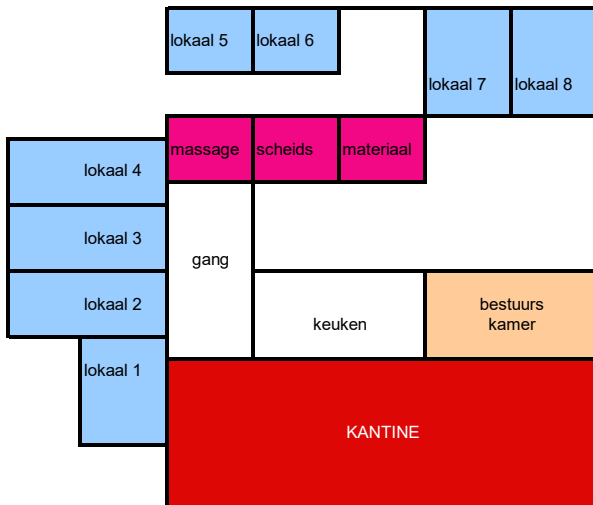 lokaal 5
lokaal 6
lokaal 7
lokaal 8
massage
scheids
materiaal
lokaal 4
lokaal 3
gang
lokaal 2
bestuurs
kamer
keuken
lokaal 1
KANTINE